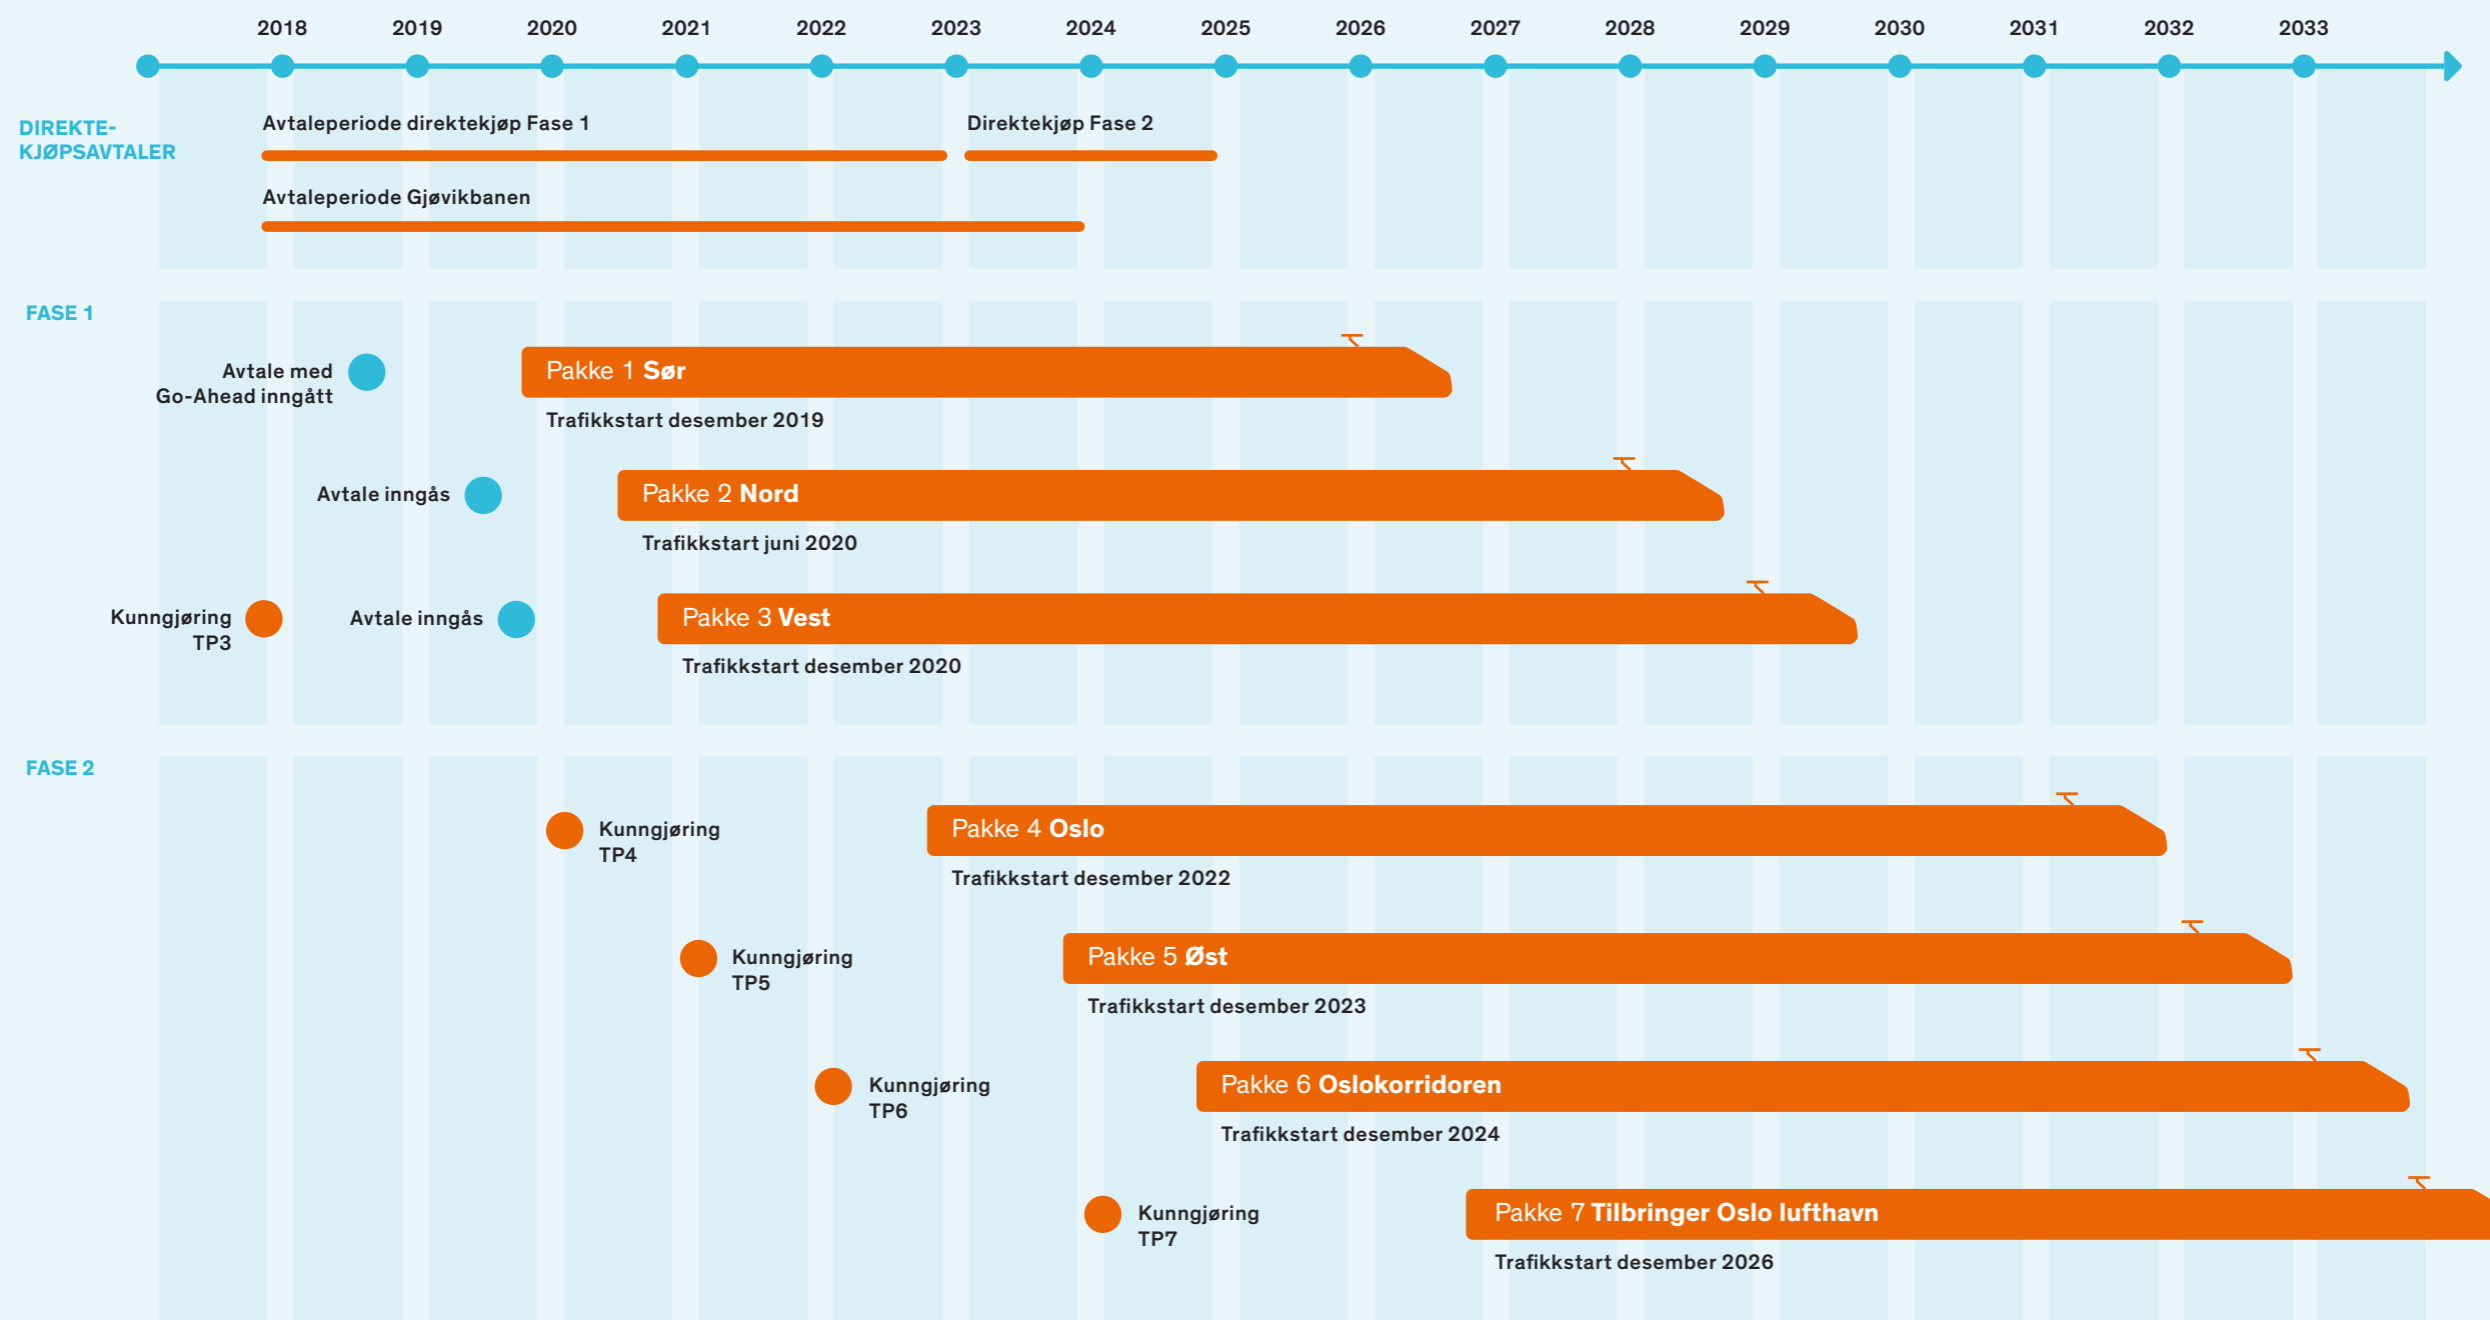 2018 2019 2020 2021 2022 2023 2024 2025 2026 2027 2028 2029 2030 2031 2032 2033
DIREKTE-
KJØPSAVTALER
Avtaleperiode direktekjøp Fase 1
Direktekjøp Fase 2
Avtaleperiode Gjøvikbanen
FASE 1
Avtale med
Go-Ahead inngått
Pakke 1 Sør
Trafikkstart desember 2019
Avtale inngås
Pakke 2 Nord
Trafikkstart juni 2020
Kunngjøring
TP3
Avtale inngås
Pakke 3 Vest
Trafikkstart desember 2020
FASE 2
Kunngjøring
TP4
Pakke 4 Oslo
Trafikkstart desember 2022
Kunngjøring
TP5
Pakke 5 Øst
Trafikkstart desember 2023
Kunngjøring
TP6
Pakke 6 Oslokorridoren
Trafikkstart desember 2024
Kunngjøring
TP7
Pakke 7 Tilbringer Oslo lufthavn
Trafikkstart desember 2026